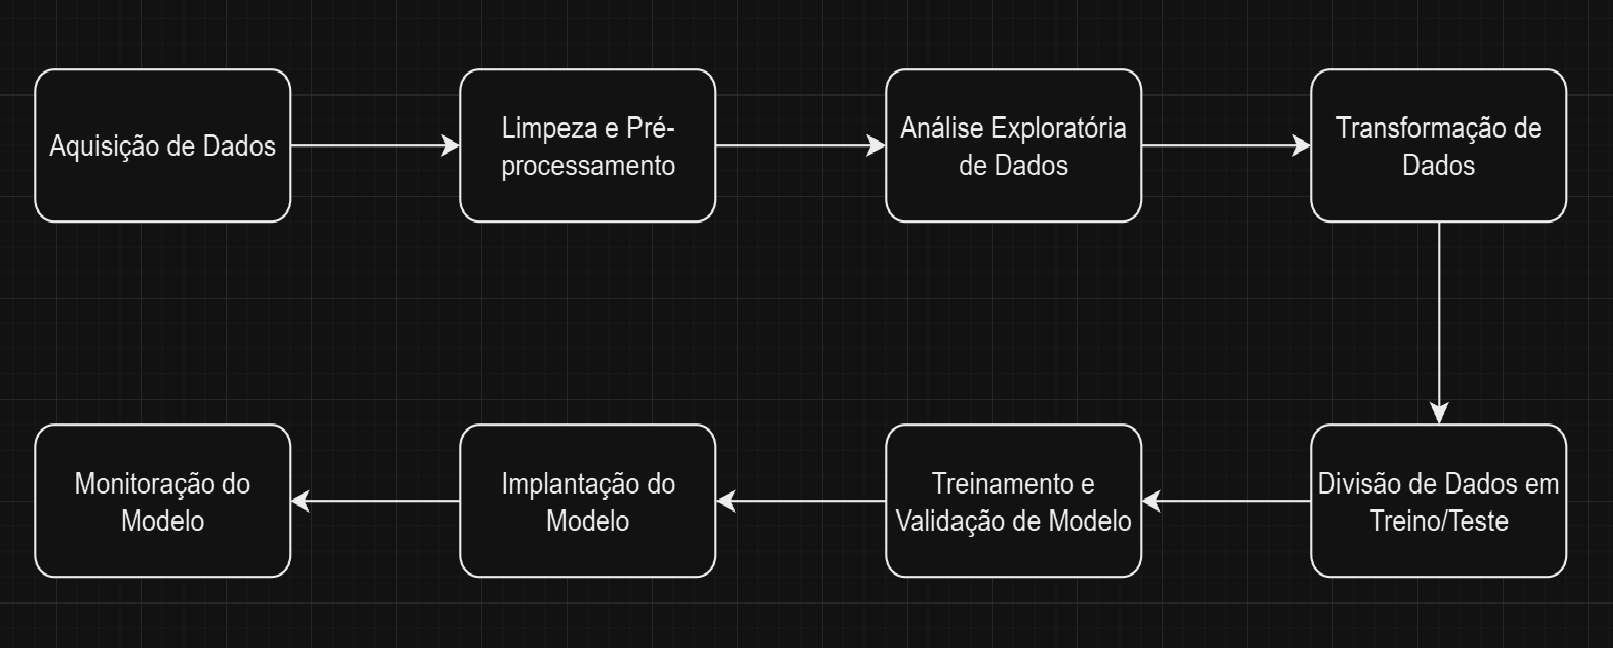 Aquisição de Dados
Limpeza e Pré-
processamento
Análise Exploratória
de Dados
Transformação de
Dados
Divisão de Dados em
Treino/Teste
Treinamento e
Validação de Modelo
Implantação do
Modelo
Monitoração do
Modelo